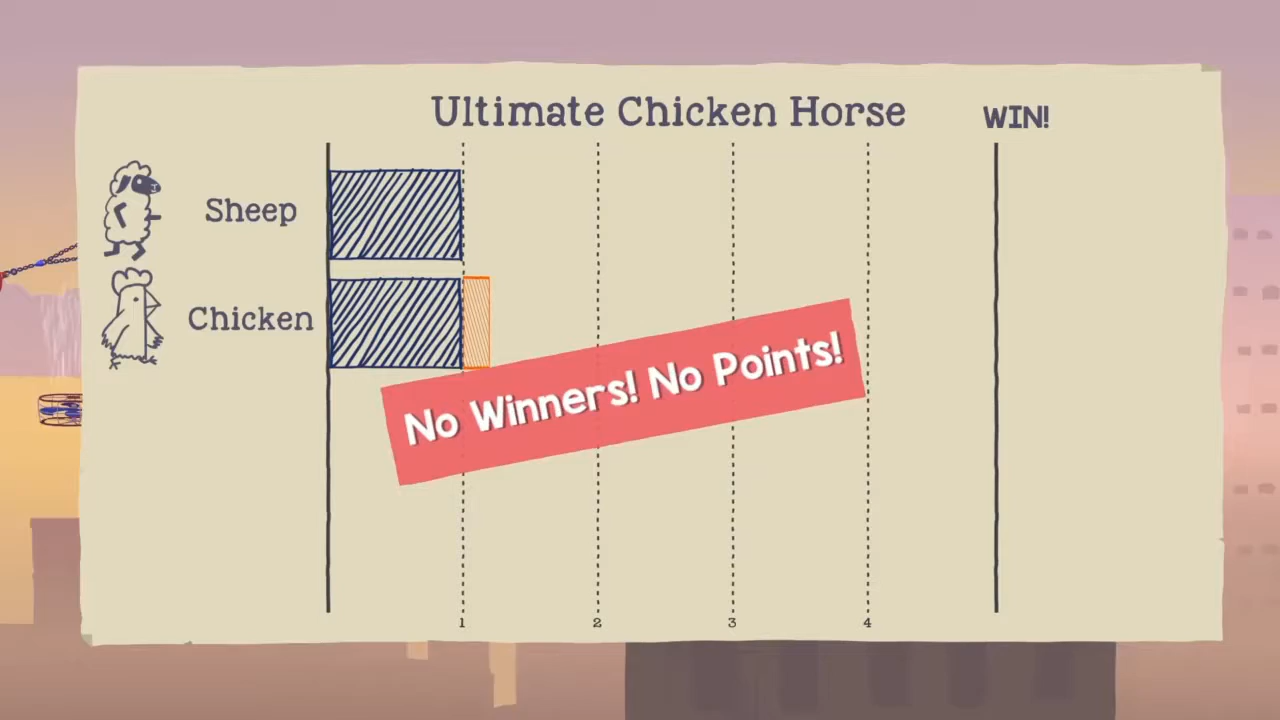 Ultimate Chicken Horse
WIN!
Sheep
Chicken
No Winners! No Points!
1 2 3 4